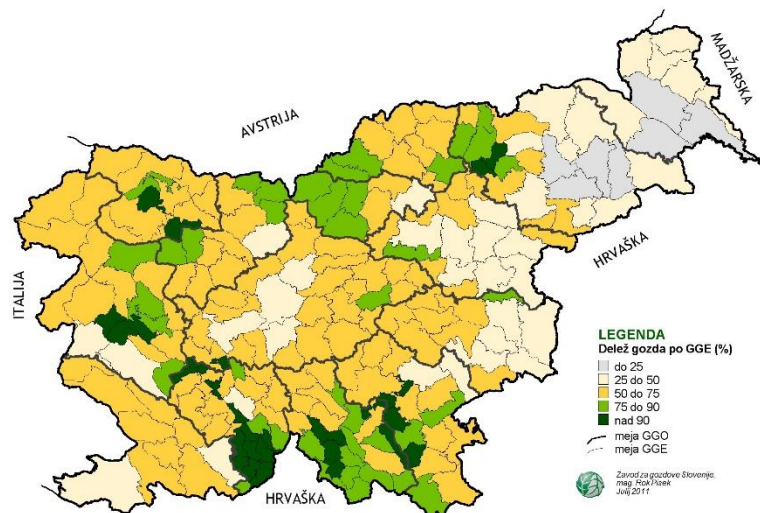 AVSTRIJA
MADŽARSKA
ITALIJA
HRVAŠKA
HRVAŠKA
LEGENDA
Delež gozda po GGE (%)
do 25
25 do 50
50 do 75
75 do 90
nad 90
meja GGO
meja GGE
Zavod za gozdove Slovenije,
mag. Rok Pisek
Julij 2011